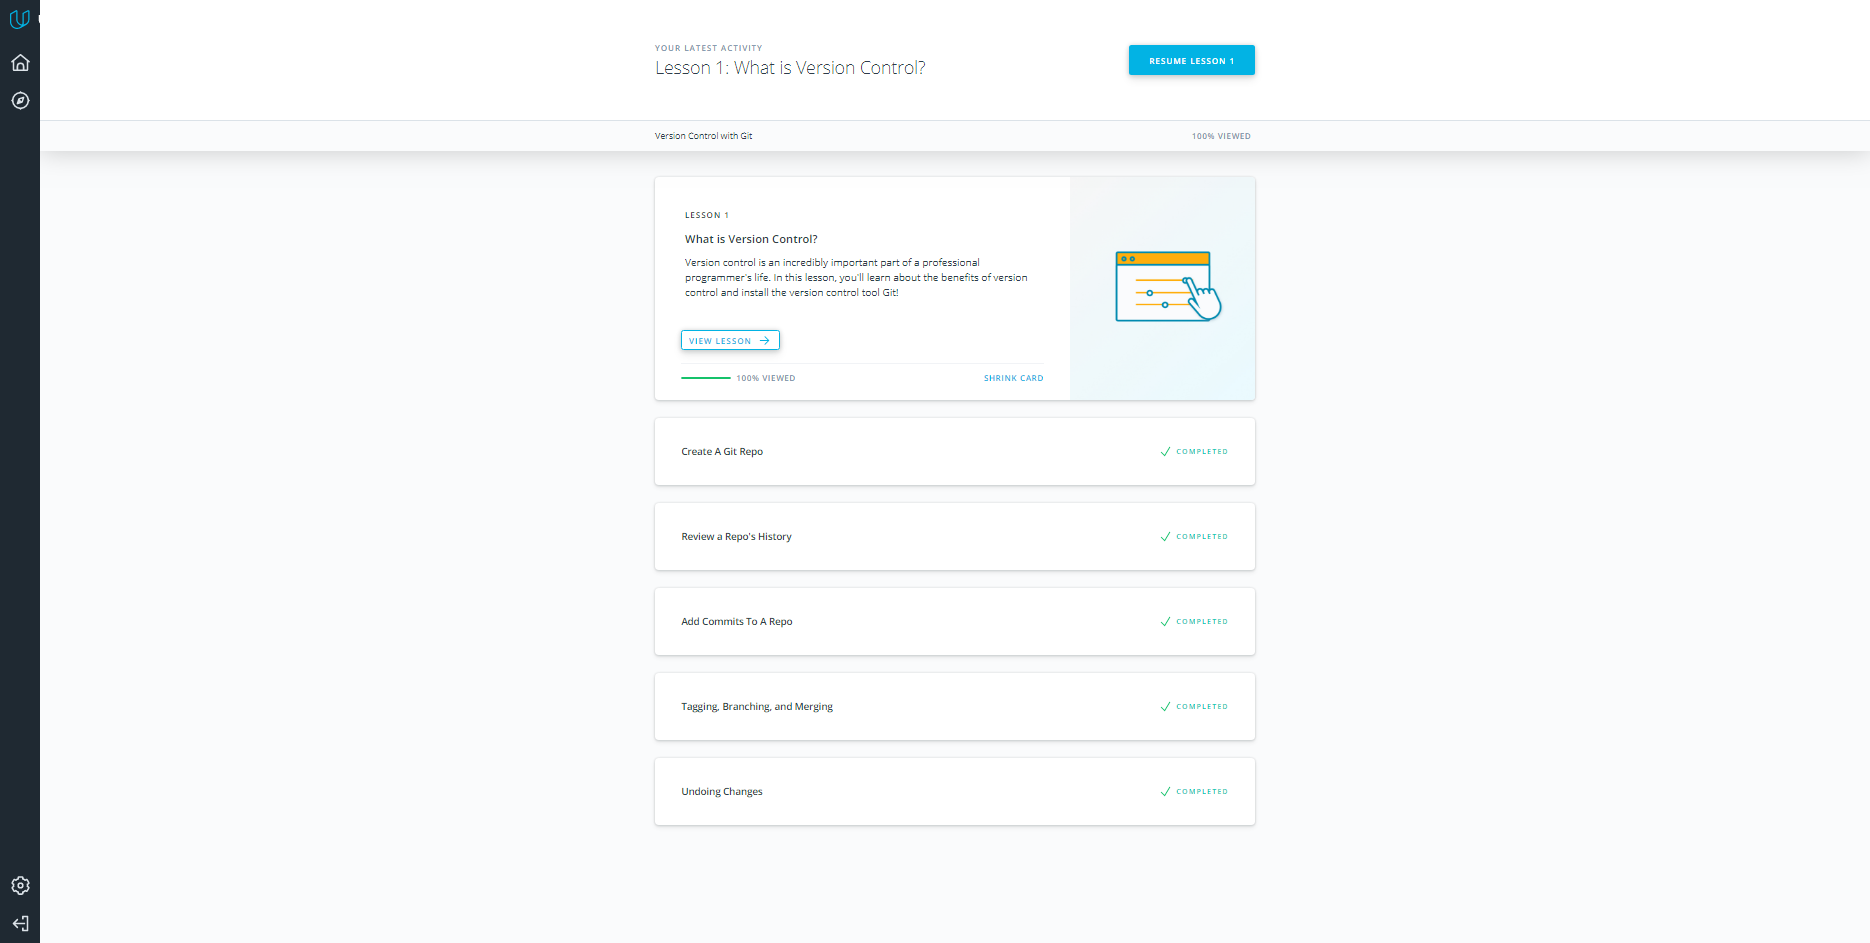 YOUR LATEST ACTIVITY
Lesson 1: What is Version Control?
RESUME LESSON 1
Version Control with Git
100% VIEWED
LESSON 1
What is Version Control?
Version control is an incredibly important part of a professional
programmer's life. In this lesson, you'll learn about the benefits of version
control and install the version control tool Git!
VIEW LESSON
100% VIEWED
SHRINK CARD
Create A Git Repo
COMPLETED
Review a Repo's History
COMPLETED
Add Commits To A Repo
COMPLETED
Tagging, Branching, and Merging
COMPLETED
Undoing Changes
COMPLETED